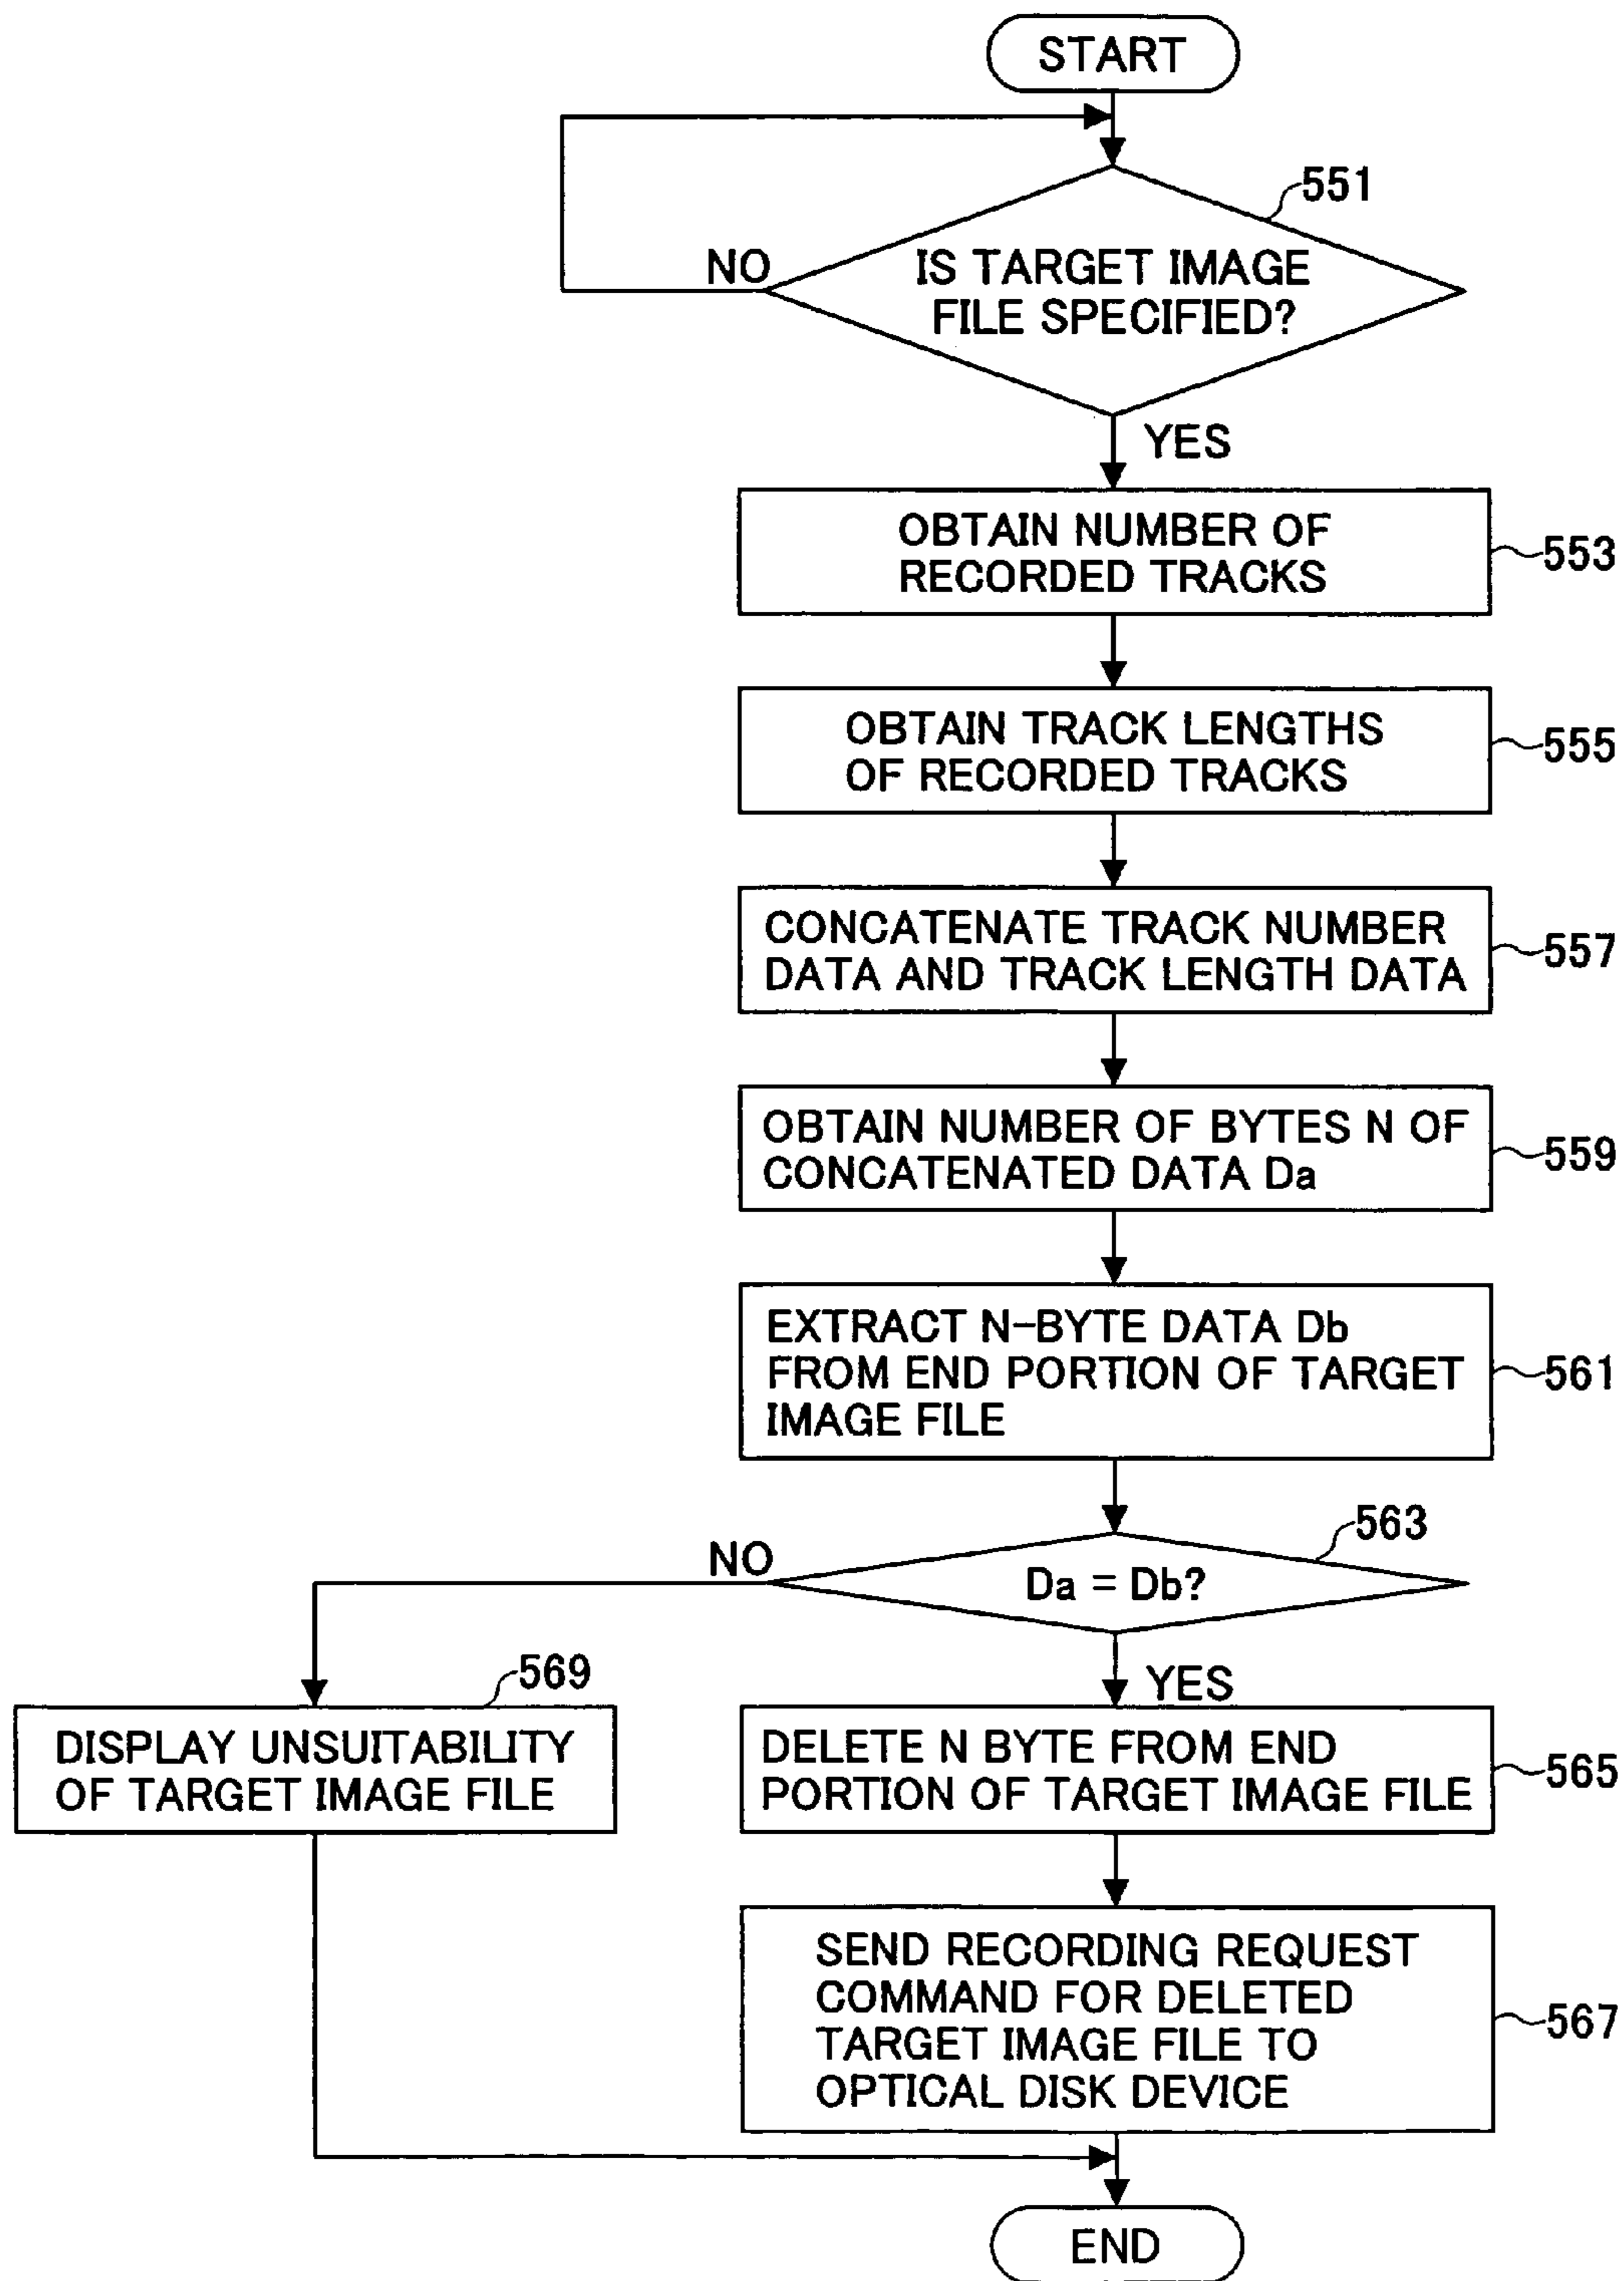 START
551
NO
IS TARGET IMAGE
FILE SPECIFIED?
YES
OBTAIN NUMBER OF
RECORDED TRACKS
553
OBTAIN TRACK LENGTHS
OF RECORDED TRACKS
555
CONCATENATE TRACK NUMBER
DATA AND TRACK LENGTH DATA
557
OBTAIN NUMBER OF BYTES N OF
CONCATENATED DATA Da
559
EXTRACT N-BYTE DATA Db
FROM END PORTION OF TARGET
IMAGE FILE
561
563
NO
Da = Db?
YES
569
DISPLAY UNSUITABILITY
OF TARGET IMAGE FILE
DELETE N BYTE FROM END
PORTION OF TARGET IMAGE FILE
565
SEND RECORDING REQUEST
COMMAND FOR DELETED
TARGET IMAGE FILE TO
OPTICAL DISK DEVICE
567
END